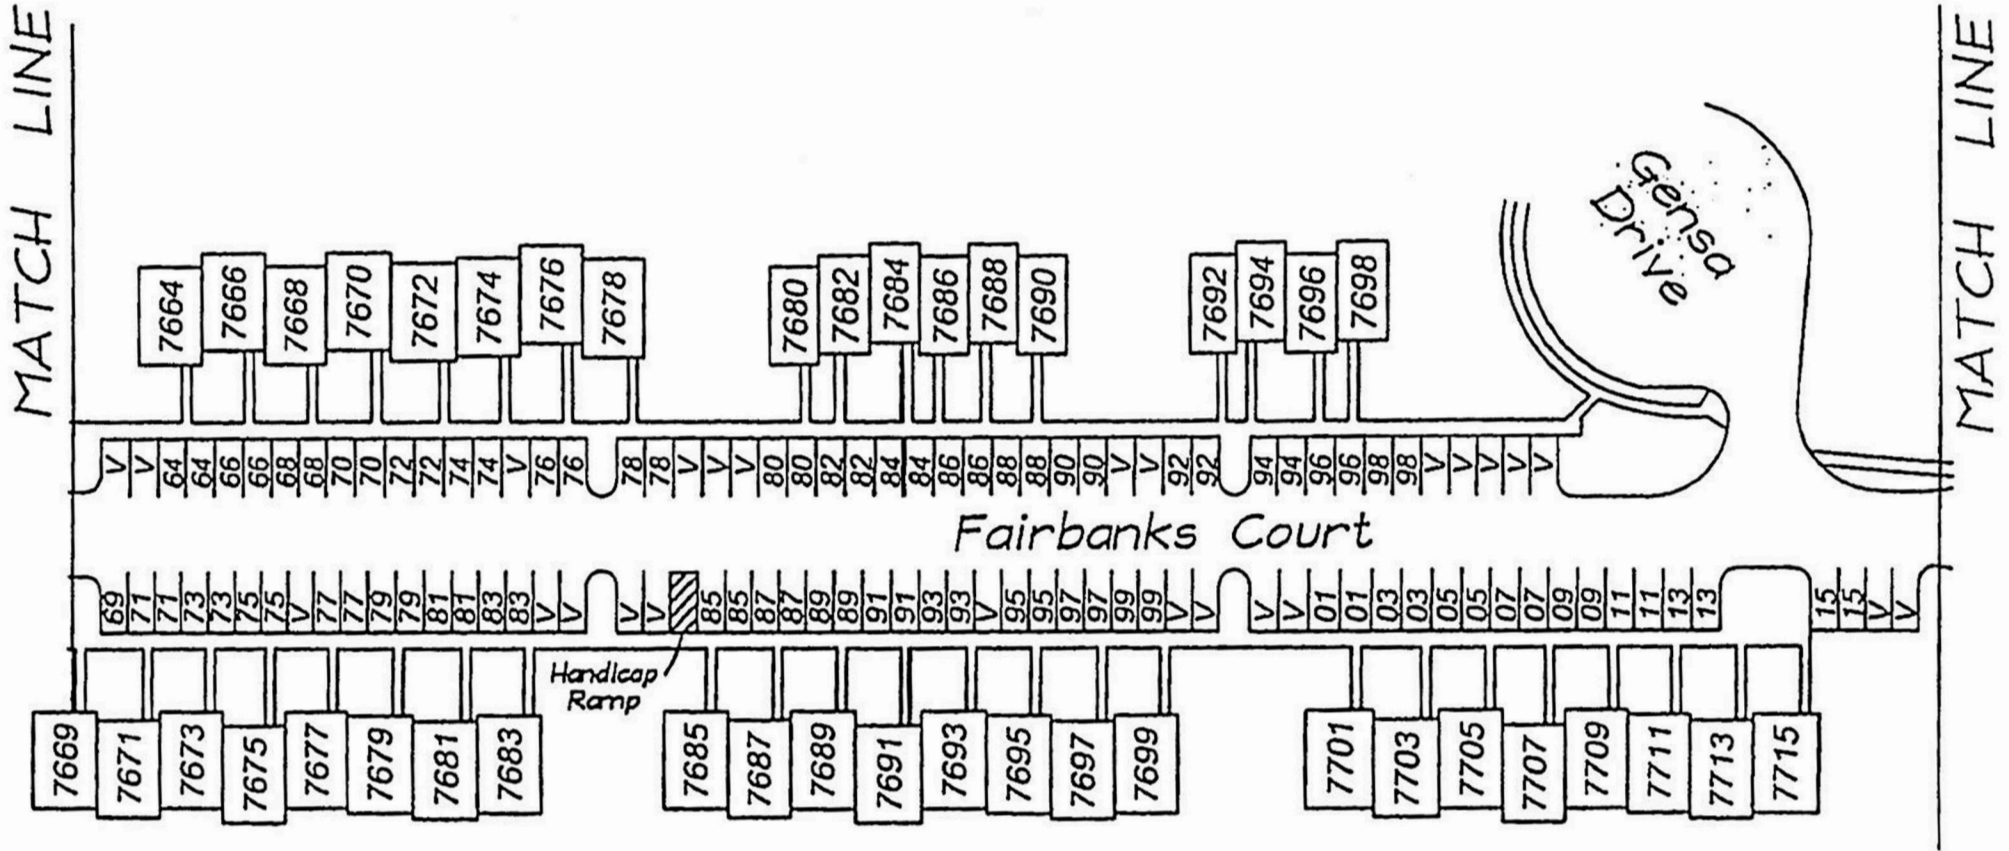 MATCH LINE
MATCH LINE
Gensa
Drive
7664 7666 7668 7670 7672 7674 7676 7678 7680 7682 7684 7686 7688 7690 7692 7694 7696 7698
V V 64 64 66 66 68 68 70 70 72 72 74 74 V 76 76 78 78 V V V 80 80 82 82 84 84 86 86 88 88 90 90 V V 92 92 94 94 96 96 98 98 V V V V V
Fairbanks Court
69 71 71 73 73 75 75 V 77 77 79 79 81 81 83 83 V V V V 85 85 87 87 89 89 91 91 93 93 V 95 95 97 97 99 99 V V V V 01 01 03 03 05 05 07 07 09 09 11 11 13 13 15 15 V V
Handicap
Ramp
7669 7671 7673 7675 7677 7679 7681 7683 7685 7687 7689 7691 7693 7695 7697 7699 7701 7703 7705 7707 7709 7711 7713 7715